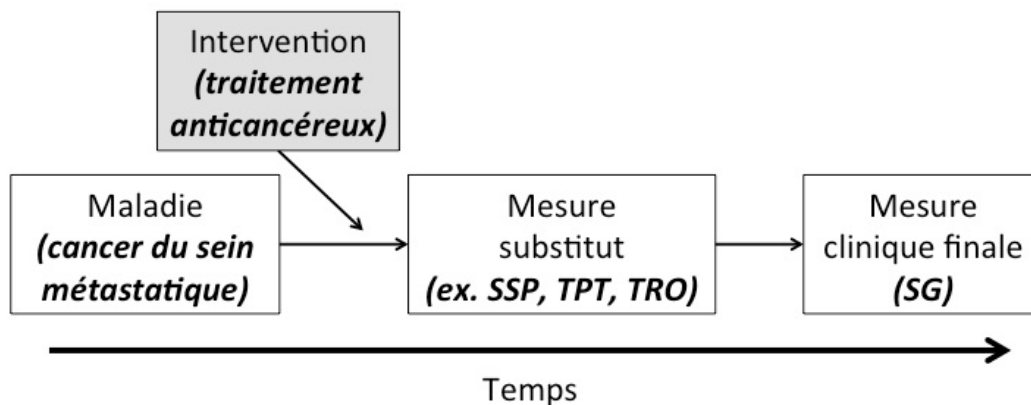 Intervention
(traitement
anticancéreux)
Maladie
(cancer du sein
métastatique)
Mesure
substitut
(ex. SSP, TPT, TRO)
Mesure
clinique finale
(SG)
Temps